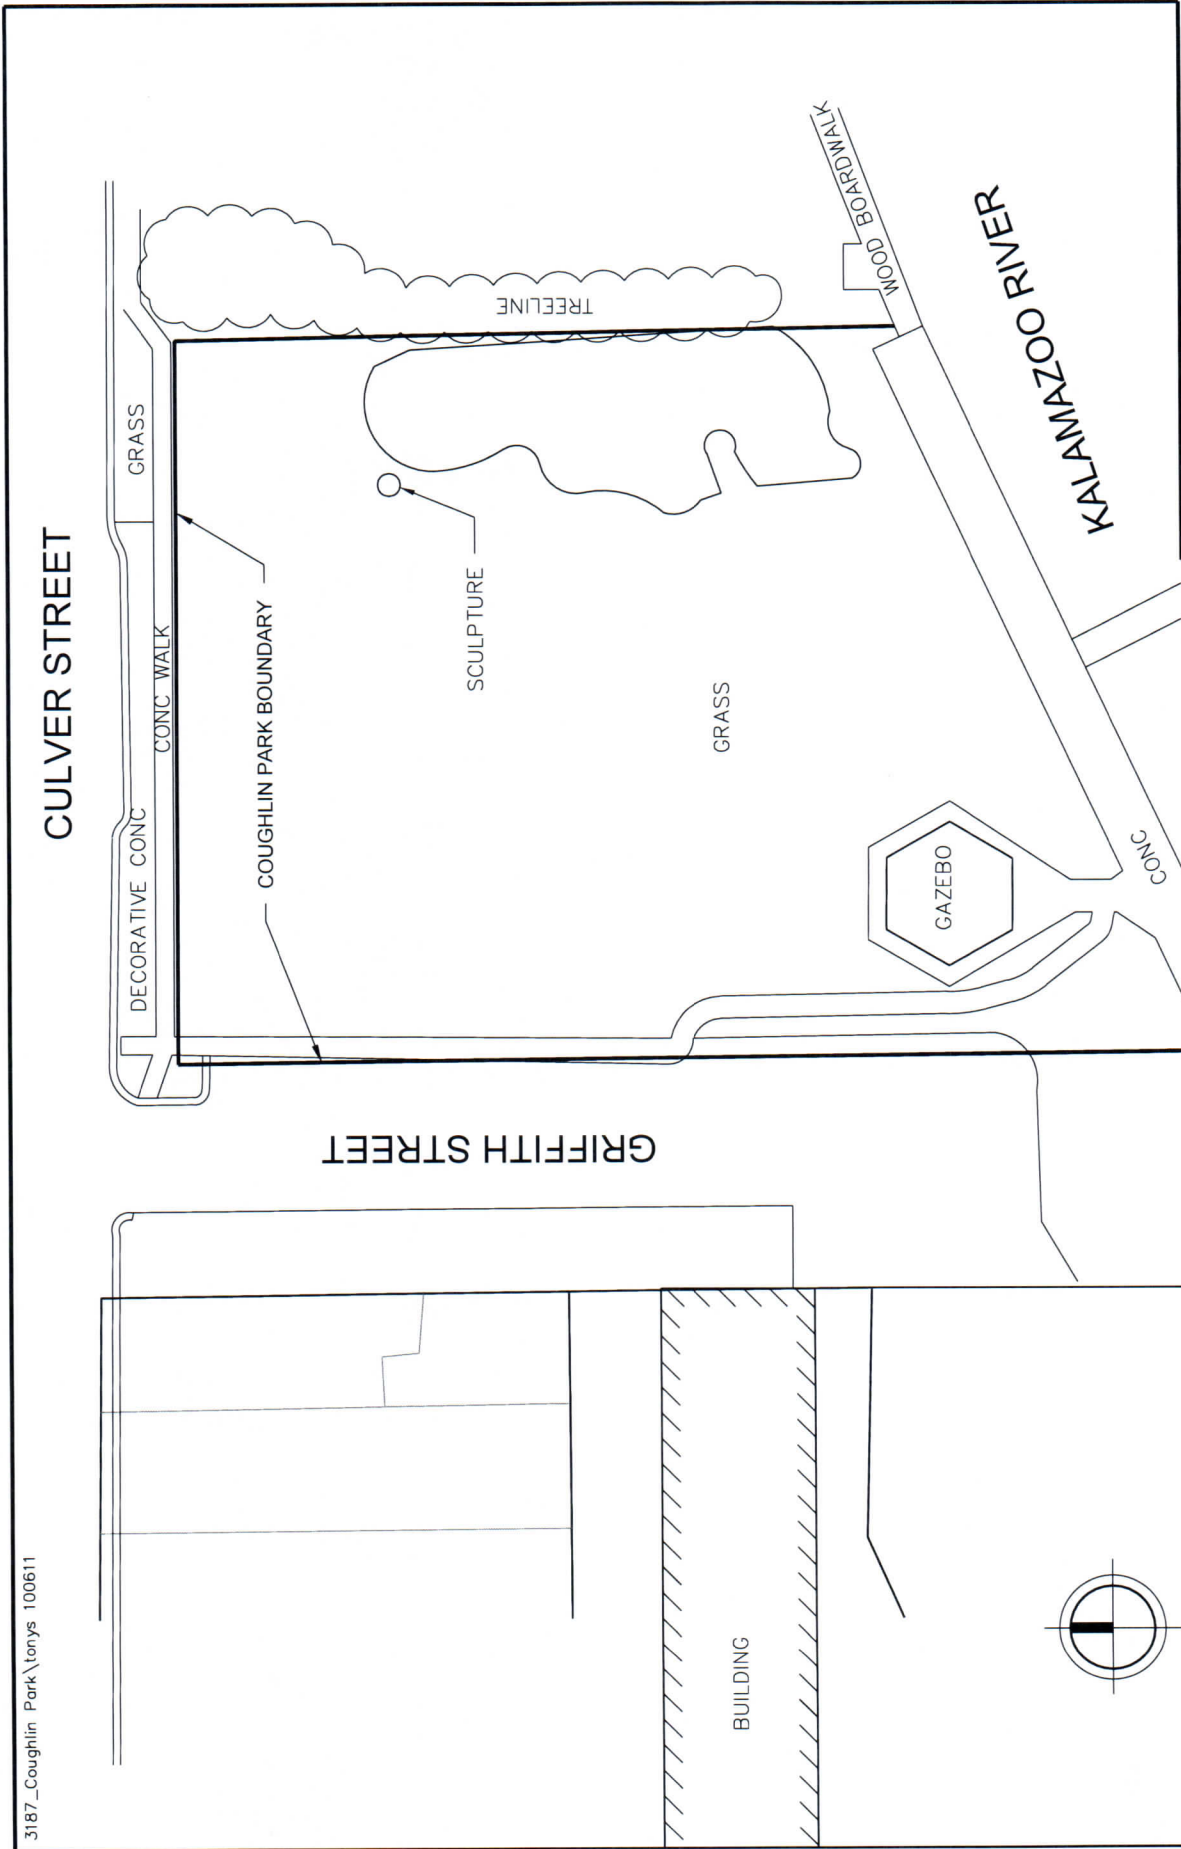 3187_Coughlin Park\tonys 100611
CULVER STREET
DECORATIVE CONC
CONC WALK
GRASS
COUGHLIN PARK BOUNDARY
SCULPTURE
TREELINE
GRASS
WOOD BOARDWALK
KALAMAZOO RIVER
GAZEBO
CONC
GRIFFITH STREET
BUILDING